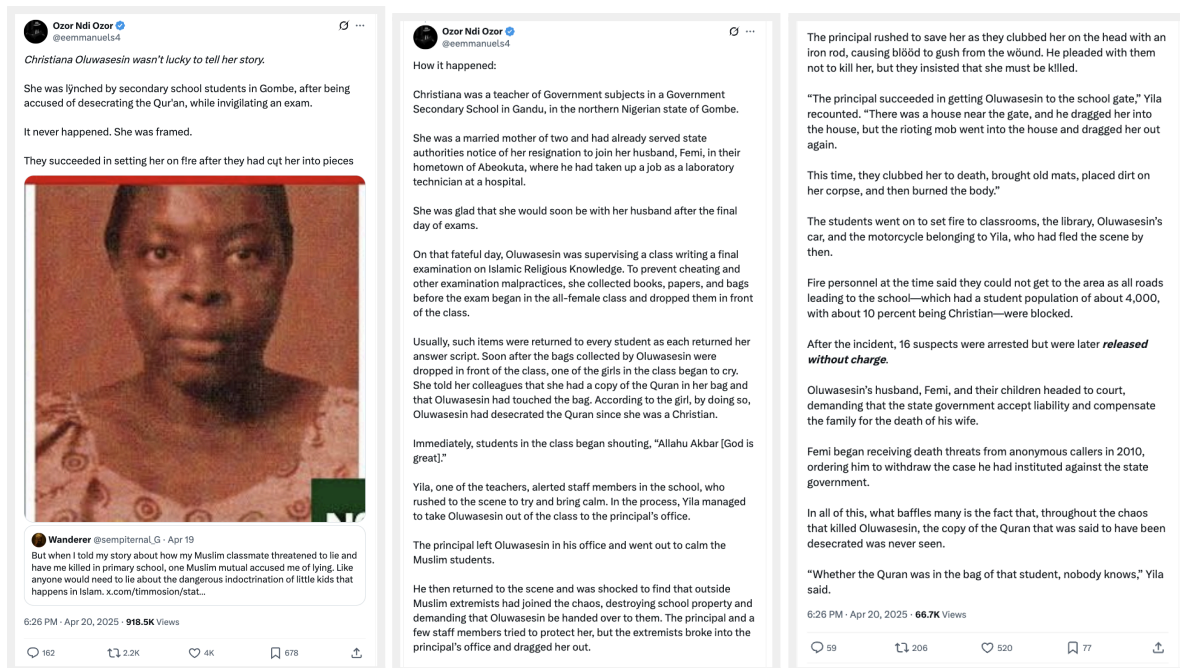 Ozor Ndi Ozor
@eemmanuels4
Christiana Oluwasesin wasn't lucky to tell her story.
She was lýnched by secondary school students in Gombe, after being
accused of desecrating the Qur'an, while invigilating an exam.
It never happened. She was framed.
They succeeded in setting her on f!re after they had cųt her into pieces
Wanderer @sempiternal_G · Apr 19
But when I told my story about how my Muslim classmate threatened to lie and
have me killed in primary school, one Muslim mutual accused me of lying. Like
anyone would need to lie about the dangerous indoctrination of little kids that
happens in Islam. x.com/timmosion/stat...
6:26 PM · Apr 20, 2025 · 918.5K Views
162
2.2K
4K
678
Ozor Ndi Ozor
@eemmanuels4
How it happened:
Christiana was a teacher of Government subjects in a Government
Secondary School in Gandu, in the northern Nigerian state of Gombe.
She was a married mother of two and had already served state
authorities notice of her resignation to join her husband, Femi, in their
hometown of Abeokuta, where he had taken up a job as a laboratory
technician at a hospital.
She was glad that she would soon be with her husband after the final
day of exams.
On that fateful day, Oluwasesin was supervising a class writing a final
examination on Islamic Religious Knowledge. To prevent cheating and
other examination malpractices, she collected books, papers, and bags
before the exam began in the all-female class and dropped them in front
of the class.
Usually, such items were returned to every student as each returned her
answer script. Soon after the bags collected by Oluwasesin were
dropped in front of the class, one of the girls in the class began to cry.
She told her colleagues that she had a copy of the Quran in her bag and
that Oluwasesin had touched the bag. According to the girl, by doing so,
Oluwasesin had desecrated the Quran since she was a Christian.
Immediately, students in the class began shouting, "Allahu Akbar [God is
great]."
Yila, one of the teachers, alerted staff members in the school, who
rushed to the scene to try and bring calm. In the process, Yila managed
to take Oluwasesin out of the class to the principal's office.
The principal left Oluwasesin in his office and went out to calm the
Muslim students.
He then returned to the scene and was shocked to find that outside
Muslim extremists had joined the chaos, destroying school property and
demanding that Oluwasesin be handed over to them. The principal and a
few staff members tried to protect her, but the extremists broke into the
principal's office and dragged her out.
The principal rushed to save her as they clubbed her on the head with an
iron rod, causing blööd to gush from the wöund. He pleaded with them
not to kill her, but they insisted that she must be k!lled.
"The principal succeeded in getting Oluwasesin to the school gate," Yila
recounted. "There was a house near the gate, and he dragged her into
the house, but the rioting mob went into the house and dragged her out
again.
This time, they clubbed her to death, brought old mats, placed dirt on
her corpse, and then burned the body."
The students went on to set fire to classrooms, the library, Oluwasesin's
car, and the motorcycle belonging to Yila, who had fled the scene by
then.
Fire personnel at the time said they could not get to the area as all roads
leading to the school—which had a student population of about 4,000,
with about 10 percent being Christian—were blocked.
After the incident, 16 suspects were arrested but were later released
without charge.
Oluwasesin's husband, Femi, and their children headed to court,
demanding that the state government accept liability and compensate
the family for the death of his wife.
Femi began receiving death threats from anonymous callers in 2010,
ordering him to withdraw the case he had instituted against the state
government.
In all of this, what baffles many is the fact that, throughout the chaos
that killed Oluwasesin, the copy of the Quran that was said to have been
desecrated was never seen.
"Whether the Quran was in the bag of that student, nobody knows," Yila
said.
6:26 PM · Apr 20, 2025 · 66.7K Views
59
206
520
77